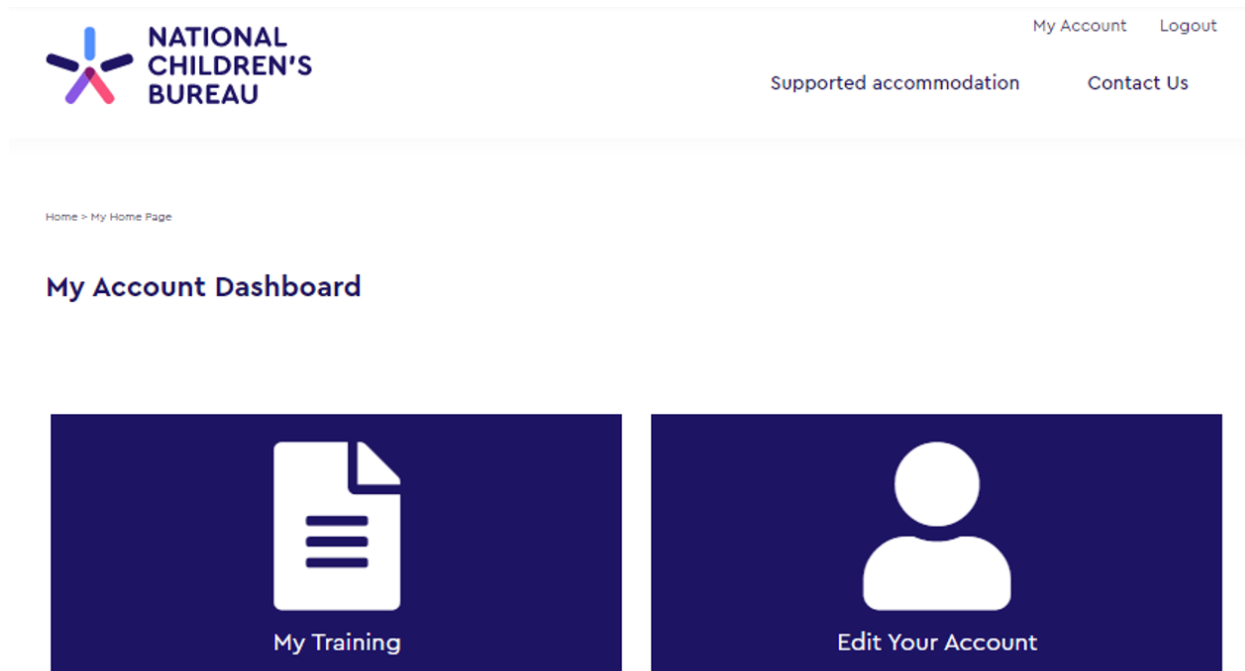 NATIONAL
CHILDREN'S
BUREAU
My Account Logout
Supported accommodation Contact Us
Home > My Home Page
My Account Dashboard
My Training
Edit Your Account